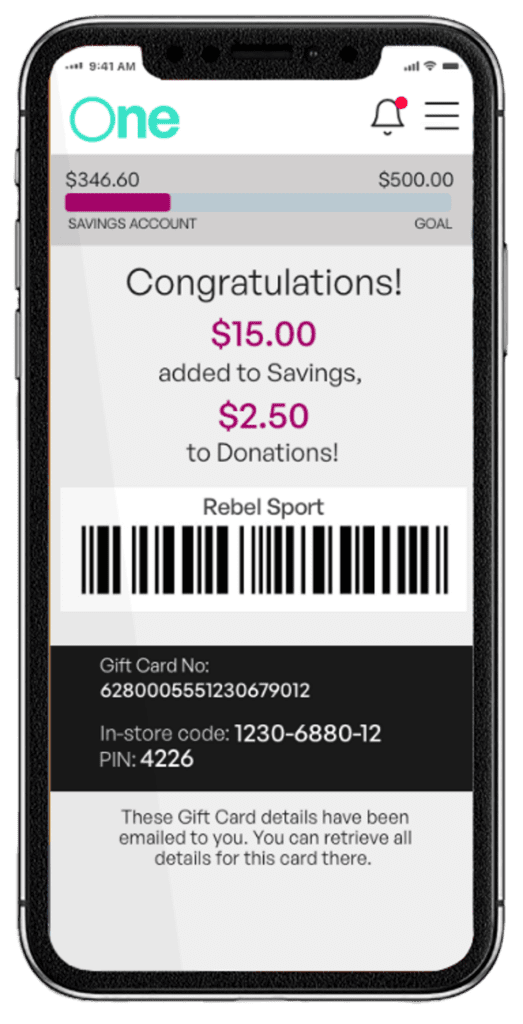 9:41 AM
One
$346.60 $500.00
SAVINGS ACCOUNT GOAL
Congratulations!
$15.00
added to Savings,
$2.50
to Donations!
Rebel Sport
Gift Card No:
6280005551230679012
In-store code: 1230-6880-12
PIN: 4226
These Gift Card details have been
emailed to you. You can retrieve all
details for this card there.